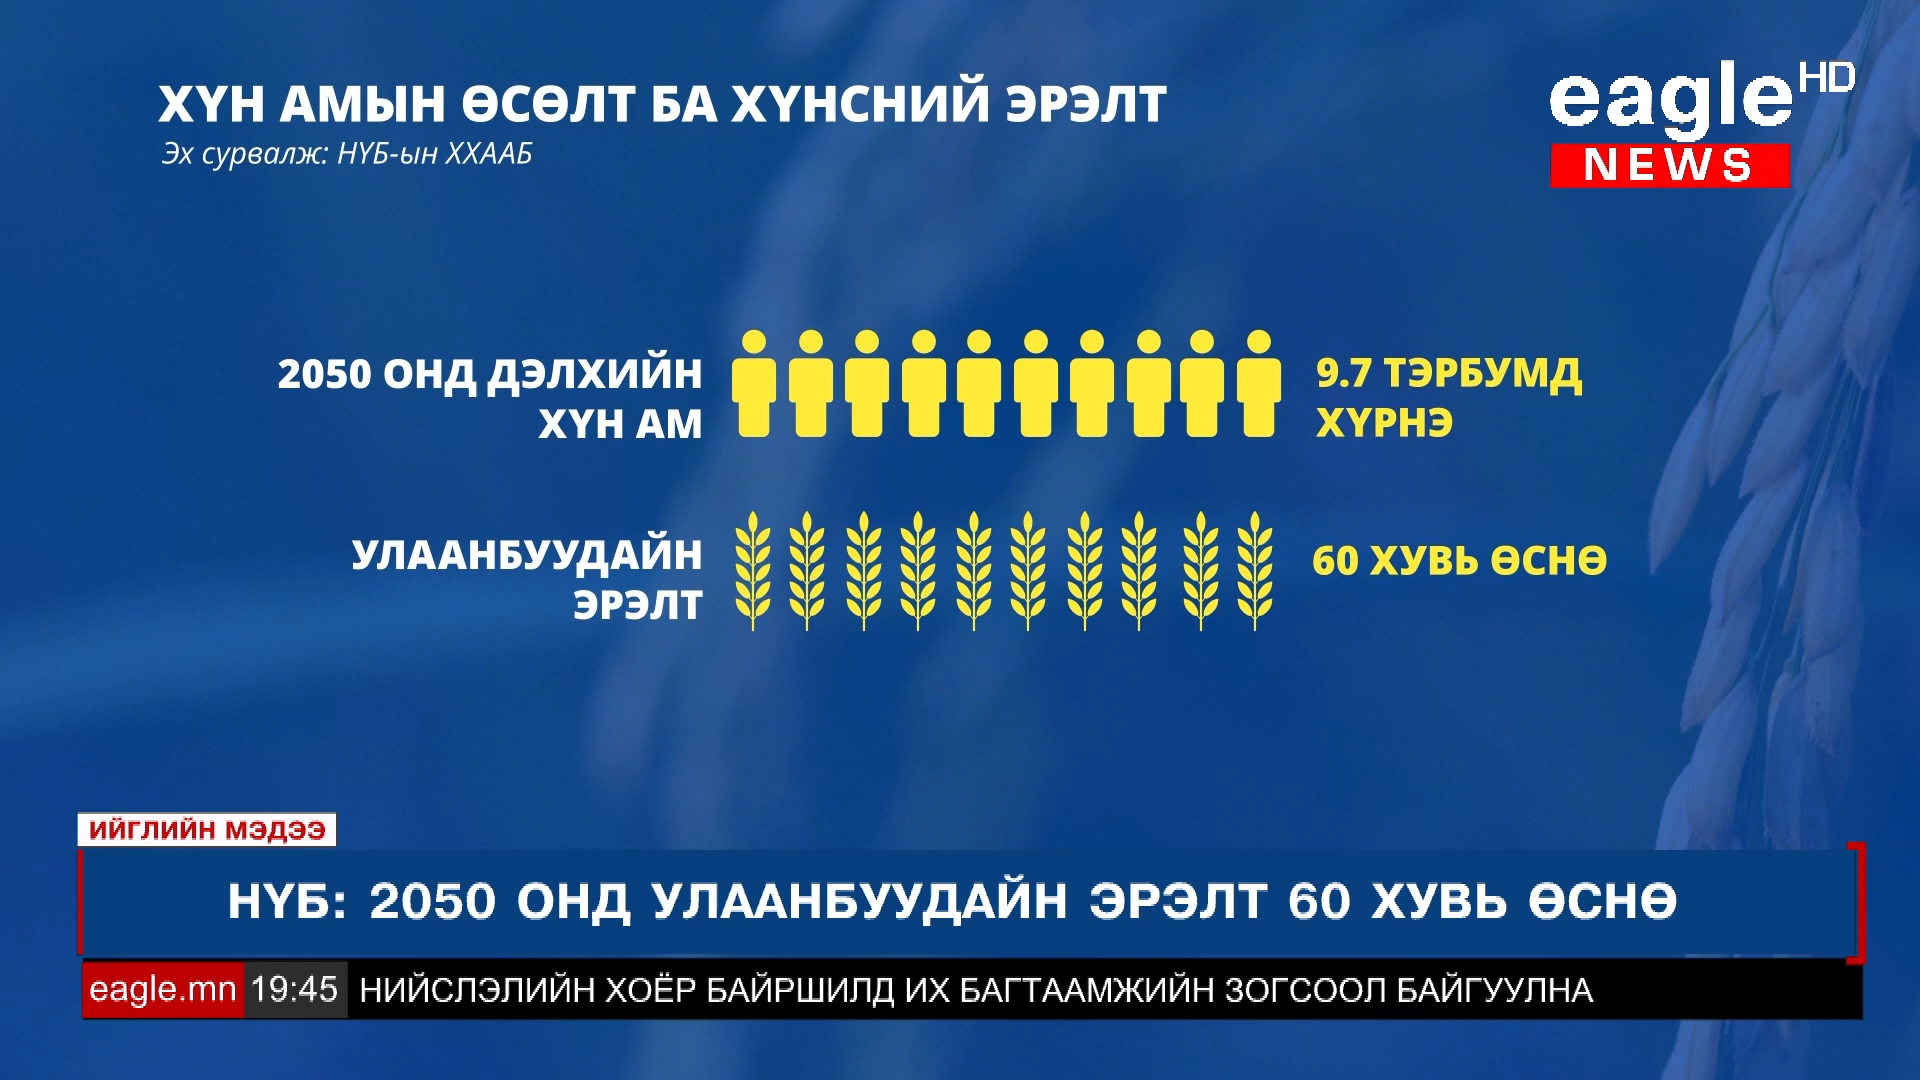 ХҮН АМЫН ӨСӨЛТ БА ХҮНСНИЙ ЭРЭЛТ
Эх сурвалж: НҮБ-ын ХХААБ
eagle HD
NEWS
2050 ОНД ДЭЛХИЙН
ХҮН АМ
9.7 ТЭРБУМД
ХҮРНЭ
УЛААНБУУДАЙН
ЭРЭЛТ
60 ХУВЬ ӨСНӨ
ИЙГЛИЙН МЭДЭЭ
НҮБ: 2050 ОНД УЛААНБУУДАЙН ЭРЭЛТ 60 ХУВЬ ӨСНӨ
eagle.mn 19:45 НИЙСЛЭЛИЙН ХОЁР БАЙРШИЛД ИХ БАГТААМЖИЙН ЗОГСООЛ БАЙГУУЛНА